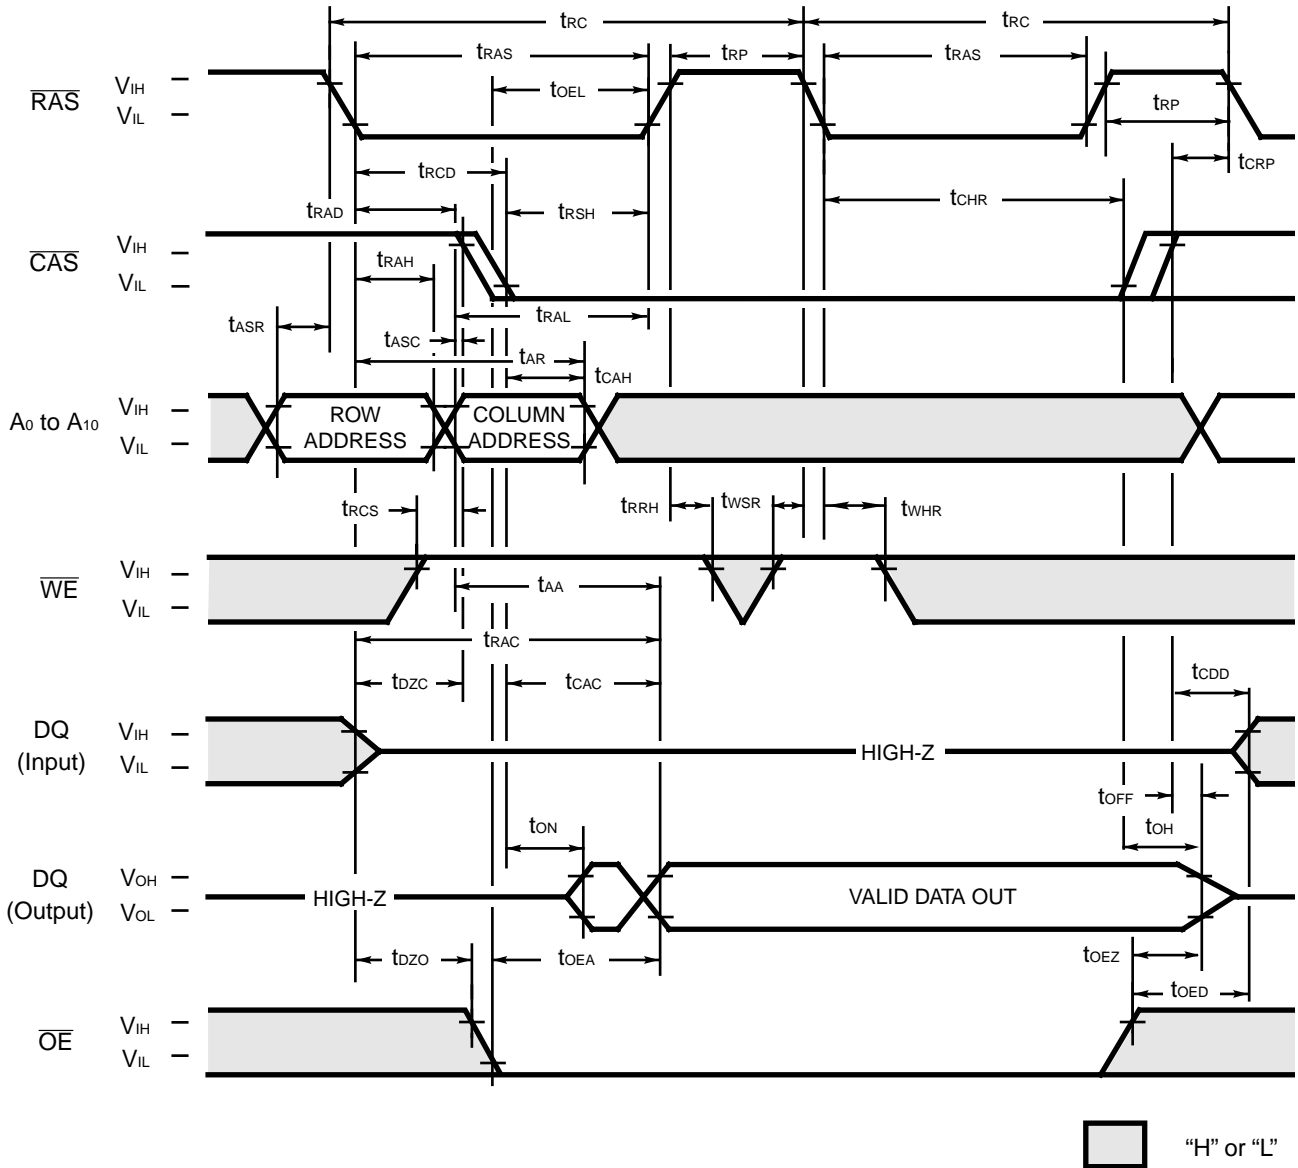 tRC tRC
tRAS tRP tRAS
RAS VIH tOEL tRP
VIL
tRCD tCRP
tRAD tRSH tCHR
CAS VIH
VIL tRAH
tASR tRAL
tASC tAR
tCAH
A0 to A10 VIH ROW COLUMN
VIL ADDRESS ADDRESS
tRCS tRRH tWSR tWHR
WE VIH
VIL tAA
tRAC
tDZC tCAC tCDD
DQ VIH
(Input) VIL HIGH-Z
tOFF
tON tOH
DQ VOH
(Output) VOL HIGH-Z VALID DATA OUT
tDZO tOEA tOEZ
tOED
OE VIH
VIL
“H” or “L”